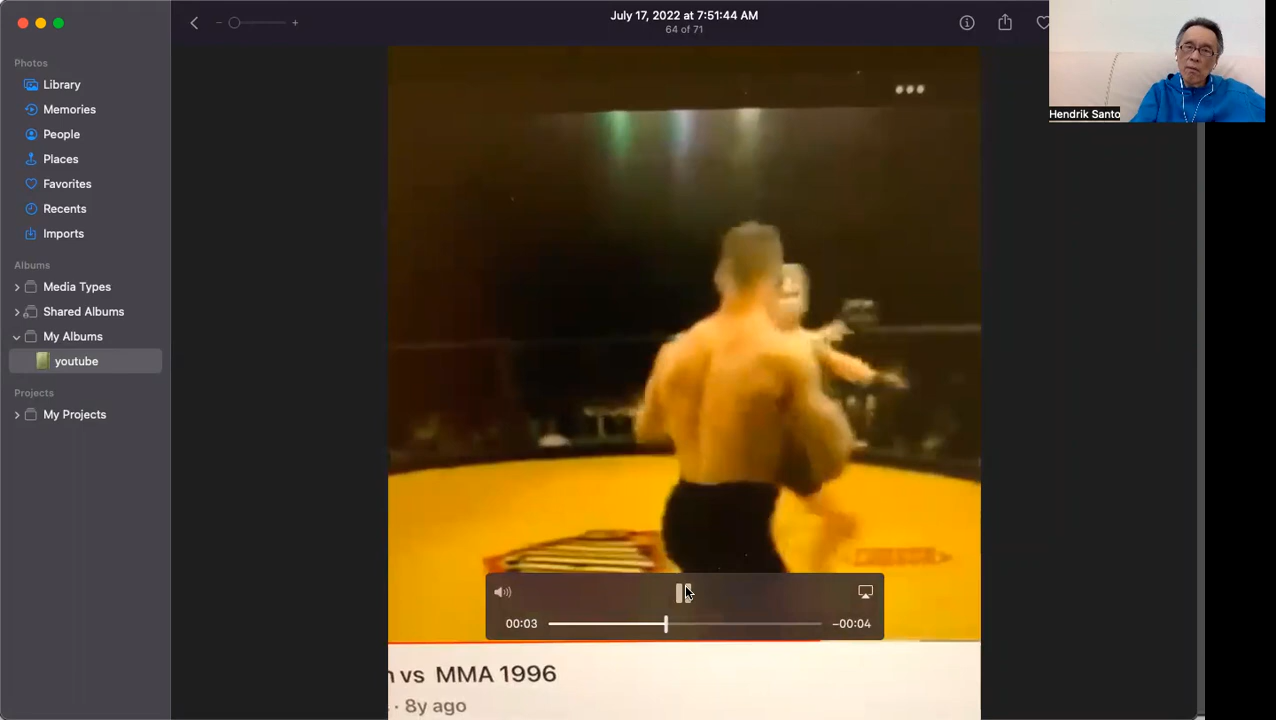 July 17, 2022 at 7:51:44 AM
64 of 71
Photos
Library
Memories
People
Places
Favorites
Recents
Imports
Albums
Media Types
Shared Albums
My Albums
youtube
Projects
My Projects
Hendrik Santo
00:03
−00:04
vs MMA 1996
· 8y ago